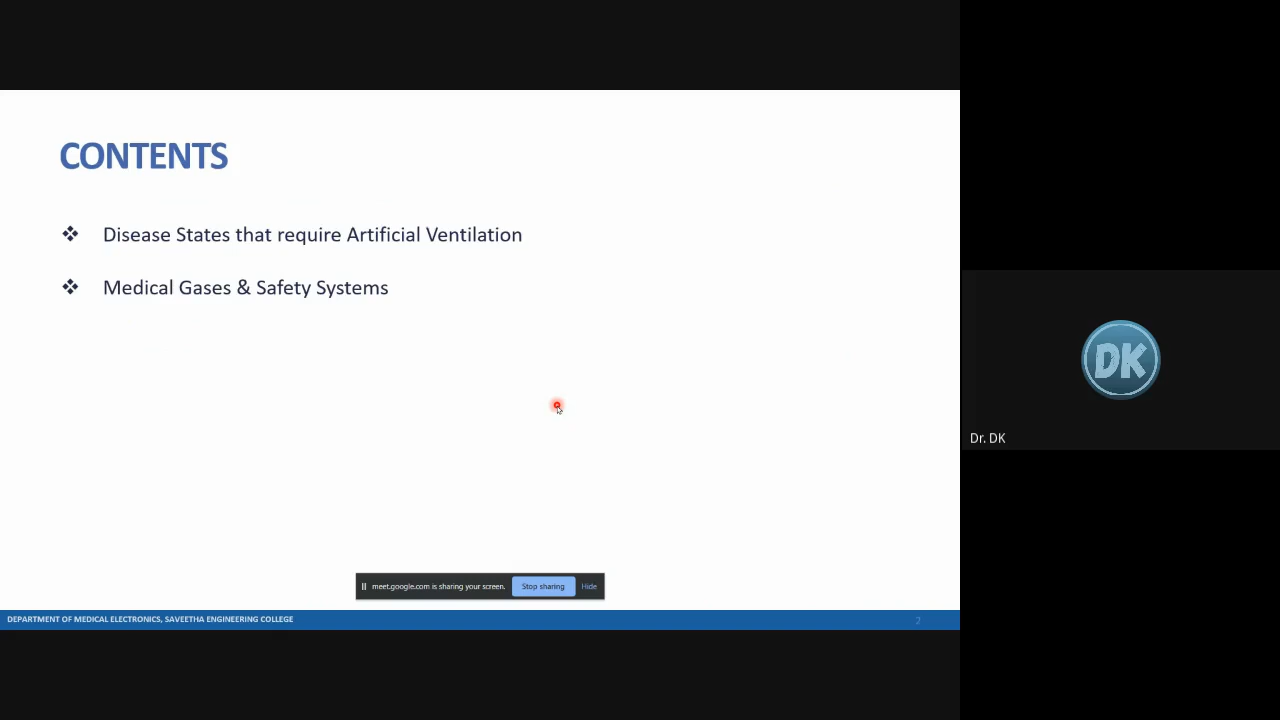 CONTENTS
❖ Disease States that require Artificial Ventilation
❖ Medical Gases & Safety Systems
DK
Dr. DK
meet.google.com is sharing your screen. Stop sharing Hide
DEPARTMENT OF MEDICAL ELECTRONICS, SAVEETHA ENGINEERING COLLEGE 2